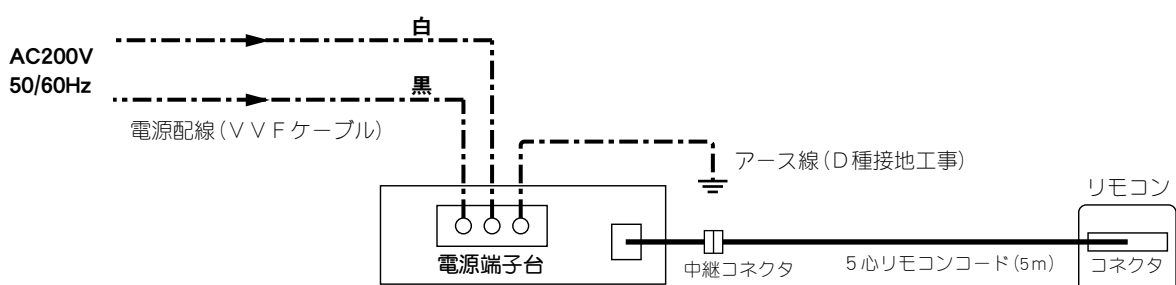 白
AC200V
50/60Hz
黒
電源配線(VVFケーブル)
アース線(D種接地工事)
リモコン
電源端子台
中継コネクタ
5心リモコンコード(5m)
コネクタ